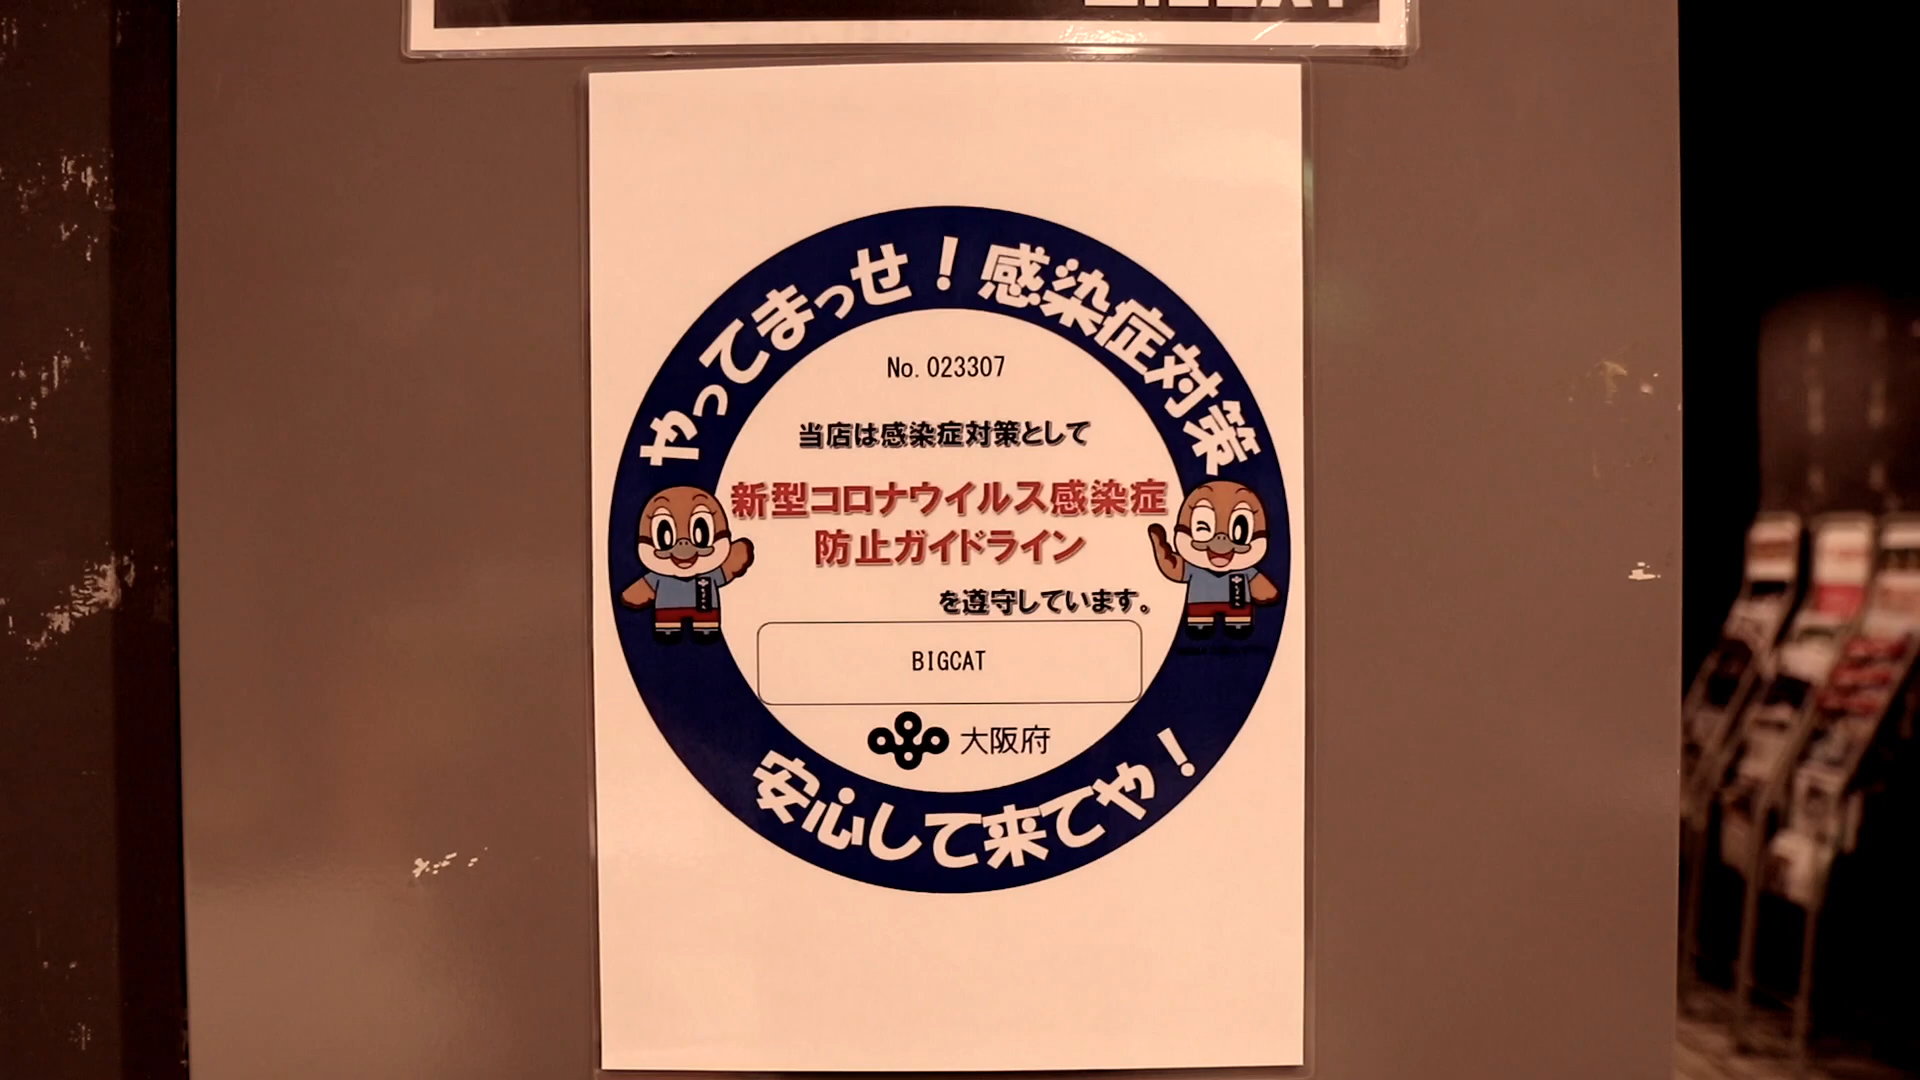 やってまっせ！感染症対策
No.023307
当店は感染症対策として
新型コロナウイルス感染症
防止ガイドライン
を遵守しています。
BIGCAT
大阪府
安心して来てや！